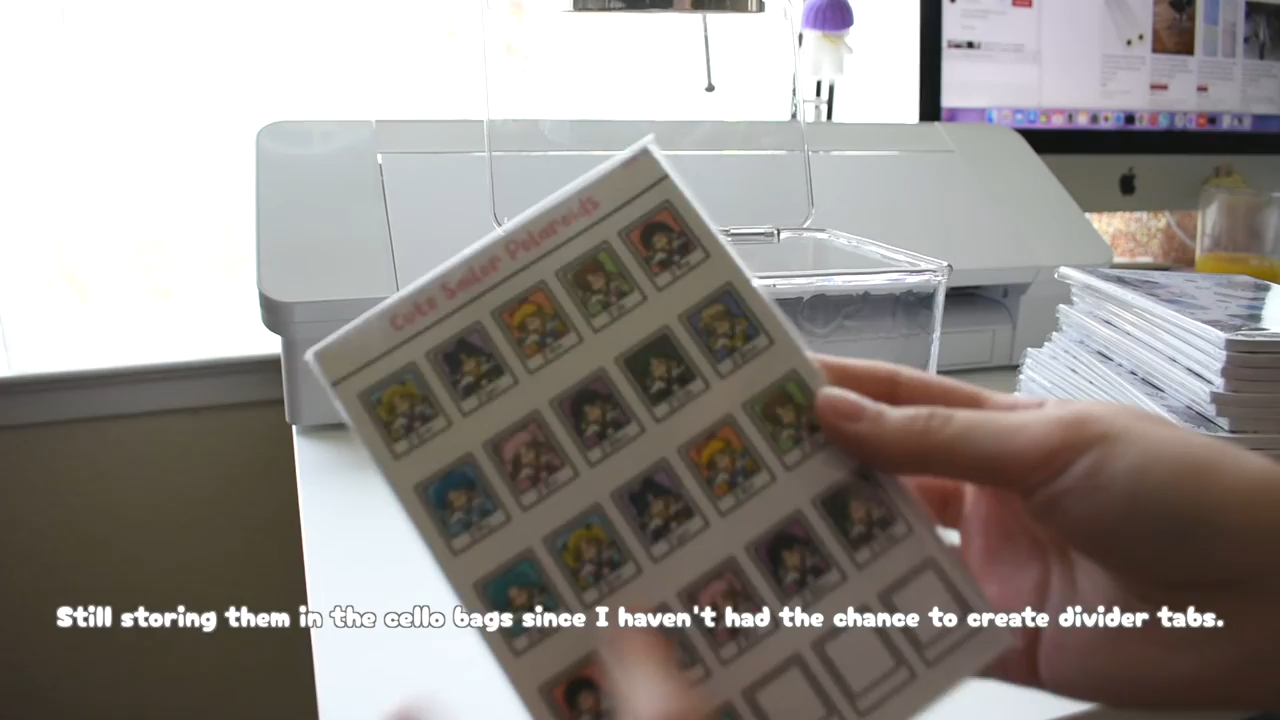 Cute Sailor Polaroids
Still storing them in the cello bags since I haven't had the chance to create divider tabs.